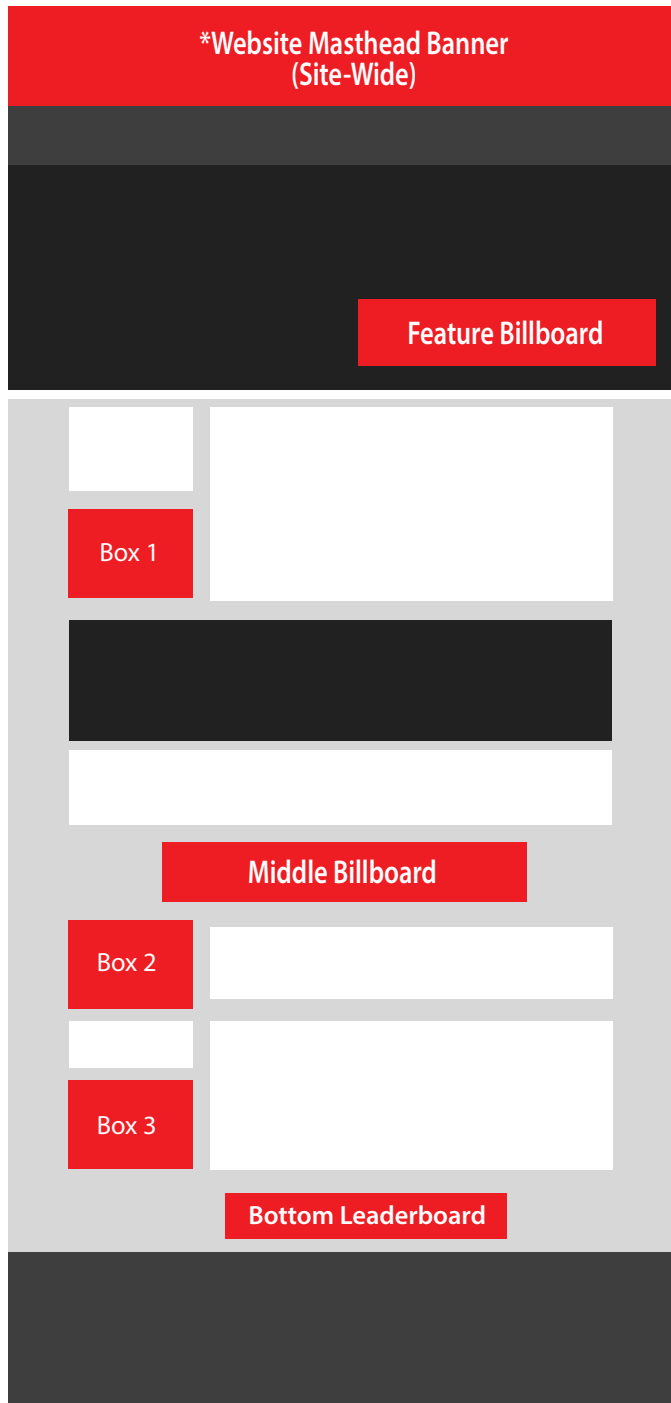 *Website Masthead Banner
(Site-Wide)
Feature Billboard
Box 1
Middle Billboard
Box 2
Box 3
Bottom Leaderboard